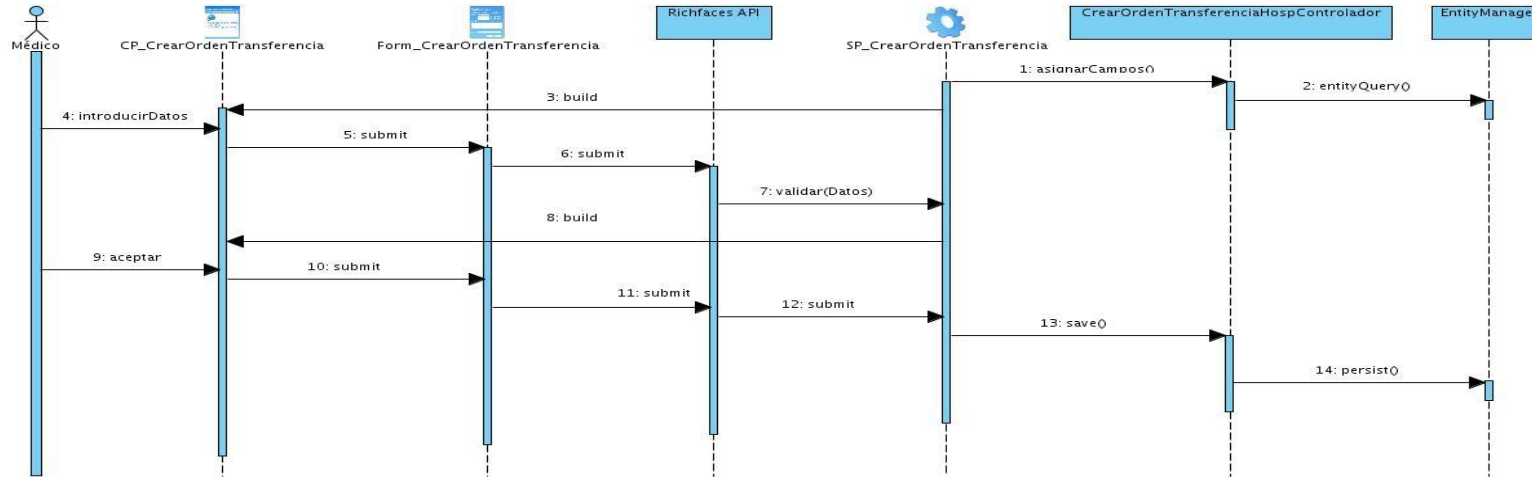 Richfaces API
CrearOrdenTransferenciaHospControlador
EntityManage
Médico
CP_CrearOrdenTransferencia
Form_CrearOrdenTransferencia
SP_CrearOrdenTransferencia
1: asignarCampos()
2: entityQuery()
3: build
4: introducirDatos
5: submit
6: submit
7: validar(Datos)
8: build
9: aceptar
10: submit
11: submit
12: submit
13: save()
14: persist()